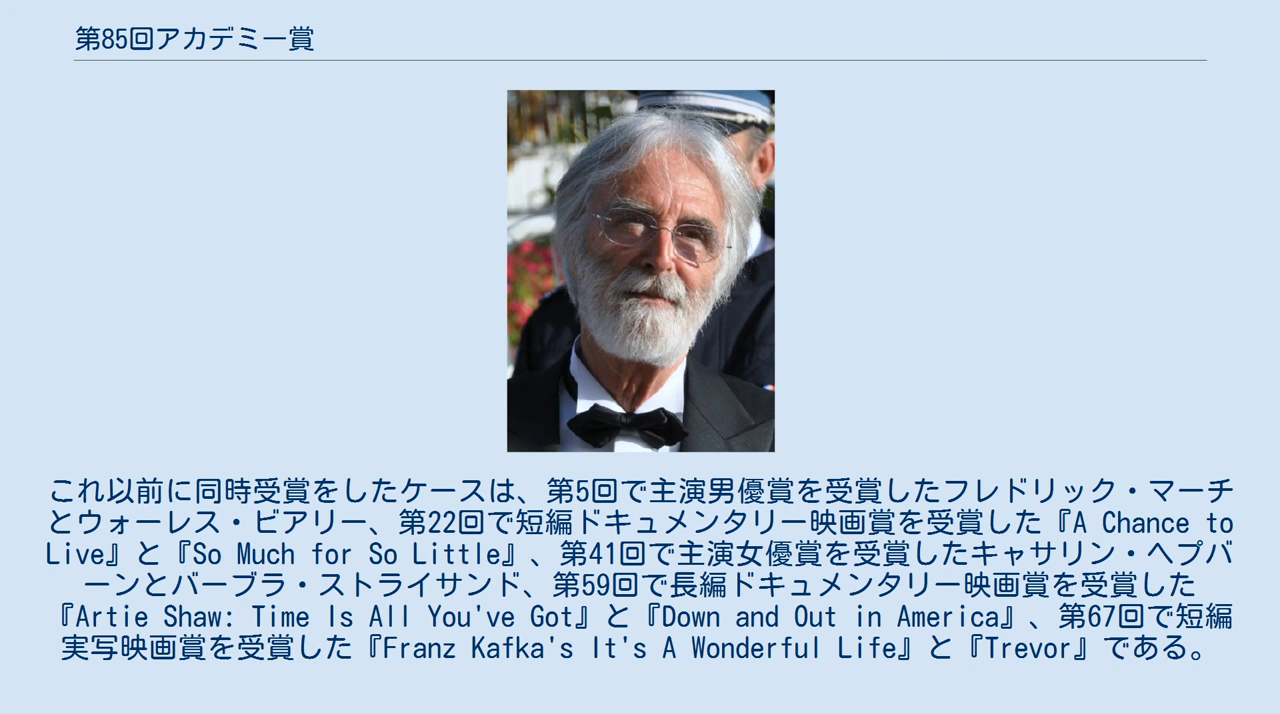 第85回アカデミー賞
これ以前に同時受賞をしたケースは、第5回で主演男優賞を受賞したフレドリック・マーチ
とウォーレス・ビアリー、第22回で短編ドキュメンタリー映画賞を受賞した『A Chance to
Live』と『So Much for So Little』、第41回で主演女優賞を受賞したキャサリン・ヘプバ
ーンとバーブラ・ストライサンド、第59回で長編ドキュメンタリー映画賞を受賞した
『Artie Shaw: Time Is All You've Got』と『Down and Out in America』、第67回で短編
実写映画賞を受賞した『Franz Kafka's It's A Wonderful Life』と『Trevor』である。